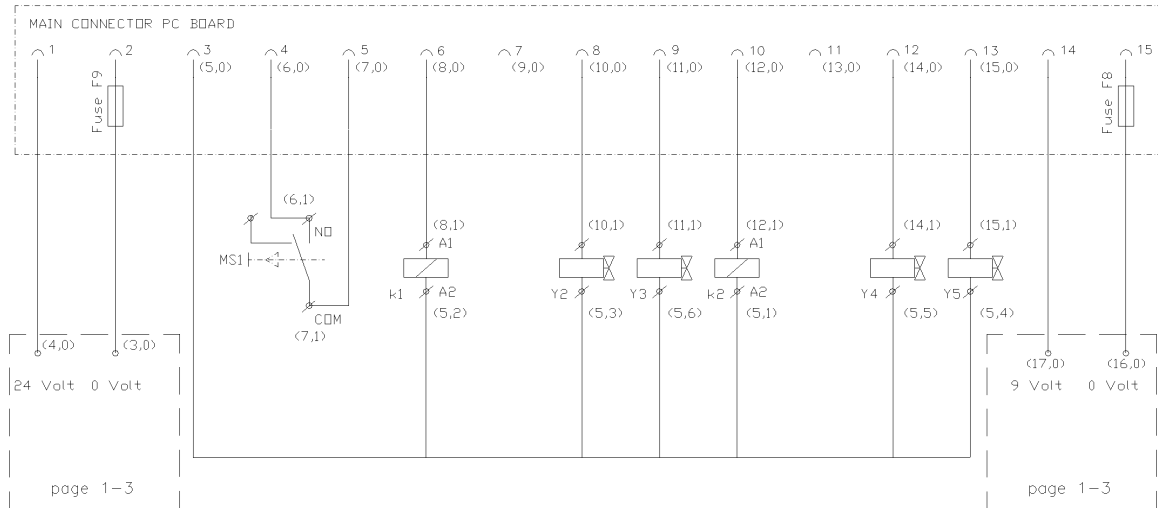 MAIN CONNECTOR PC BOARD
1 2 3 4 5 6 7 8 9 10 11 12 13 14 15
(5,0) (6,0) (7,0) (8,0) (9,0) (10,0) (11,0) (12,0) (13,0) (14,0) (15,0)
Fuse F9 Fuse F8
(6,1)
NO (8,1) (10,1) (11,1) (12,1) (14,1) (15,1)
A1 A1
MS1
k1 A2 Y2 Y3 k2 A2 Y4 Y5
COM (5,2) (5,3) (5,6) (5,1) (5,5) (5,4)
(7,1)
(4,0) (3,0)
(17,0) (16,0)
24 Volt 0 Volt 9 Volt 0 Volt
page 1-3 page 1-3